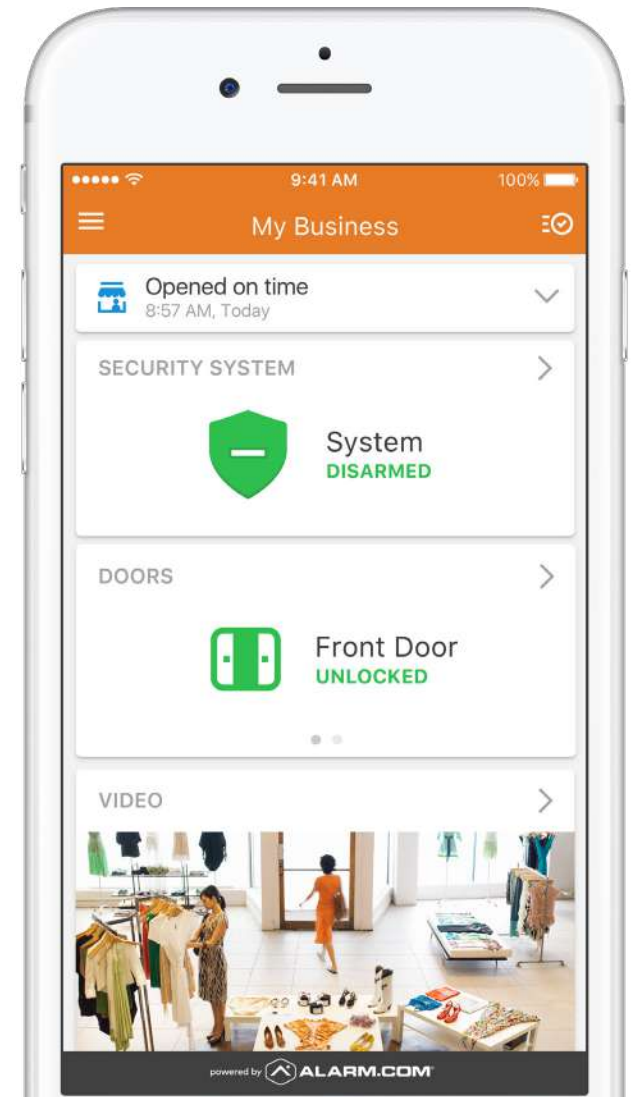 9:41 AM
100%
My Business
Opened on time
8:57 AM, Today
SECURITY SYSTEM
System
DISARMED
DOORS
Front Door
UNLOCKED
VIDEO
powered by ALARM.COM